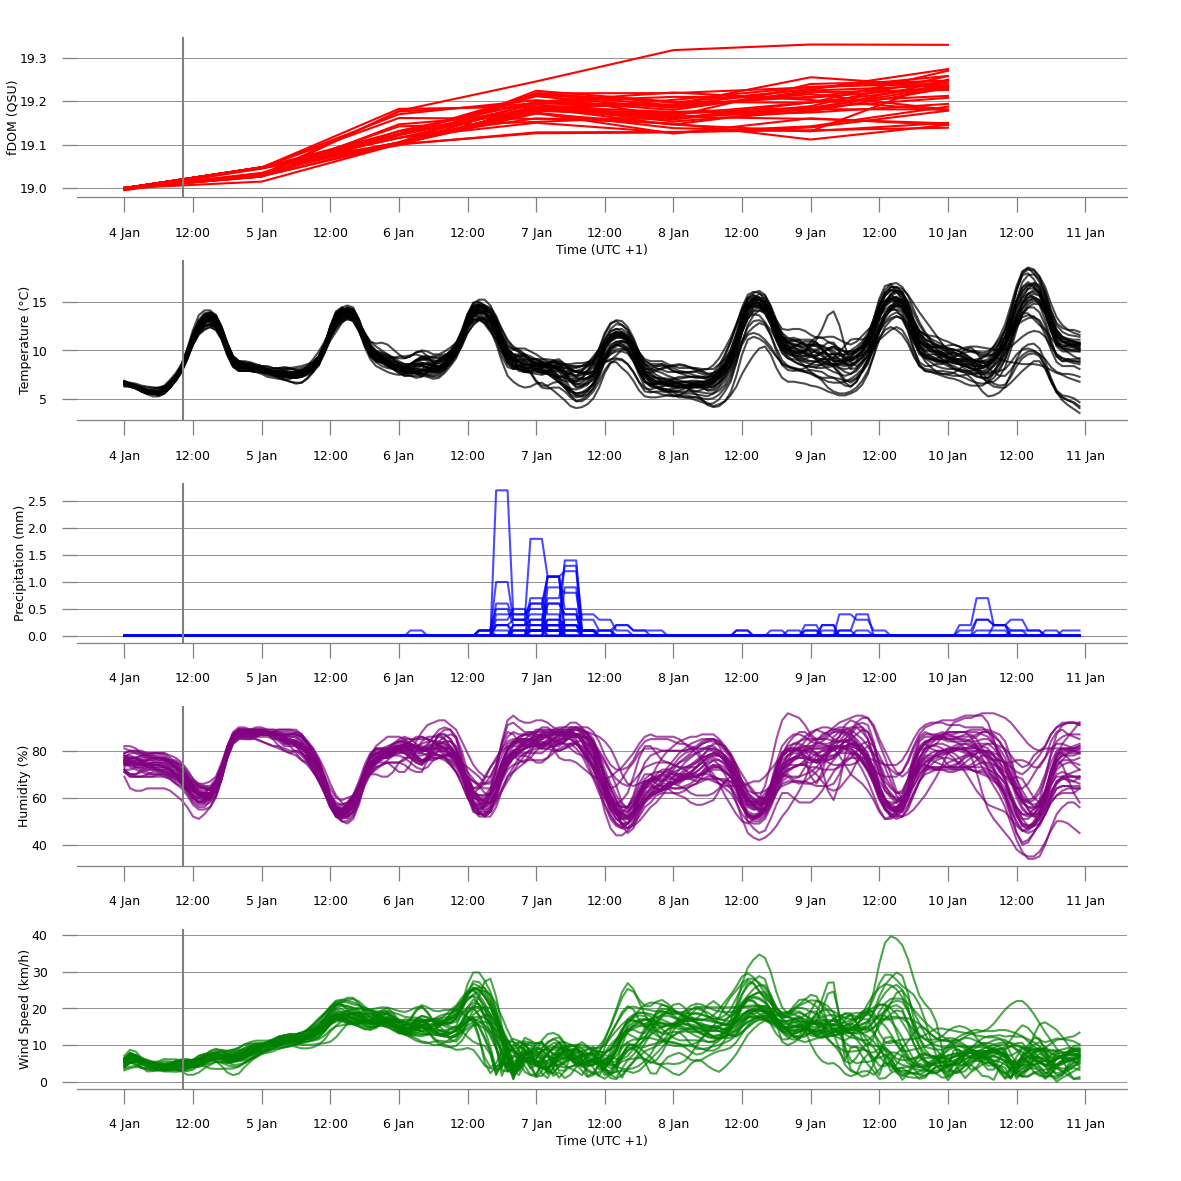 fDOM (QSU)
19.3
19.2
19.1
19.0
4 Jan 12:00 5 Jan 12:00 6 Jan 12:00 7 Jan 12:00 8 Jan 12:00 9 Jan 12:00 10 Jan 12:00 11 Jan
Time (UTC +1)
Temperature (°C)
15
10
5
4 Jan 12:00 5 Jan 12:00 6 Jan 12:00 7 Jan 12:00 8 Jan 12:00 9 Jan 12:00 10 Jan 12:00 11 Jan
Precipitation (mm)
2.5
2.0
1.5
1.0
0.5
0.0
4 Jan 12:00 5 Jan 12:00 6 Jan 12:00 7 Jan 12:00 8 Jan 12:00 9 Jan 12:00 10 Jan 12:00 11 Jan
Humidity (%)
80
60
40
4 Jan 12:00 5 Jan 12:00 6 Jan 12:00 7 Jan 12:00 8 Jan 12:00 9 Jan 12:00 10 Jan 12:00 11 Jan
Wind Speed (km/h)
40
30
20
10
0
4 Jan 12:00 5 Jan 12:00 6 Jan 12:00 7 Jan 12:00 8 Jan 12:00 9 Jan 12:00 10 Jan 12:00 11 Jan
Time (UTC +1)